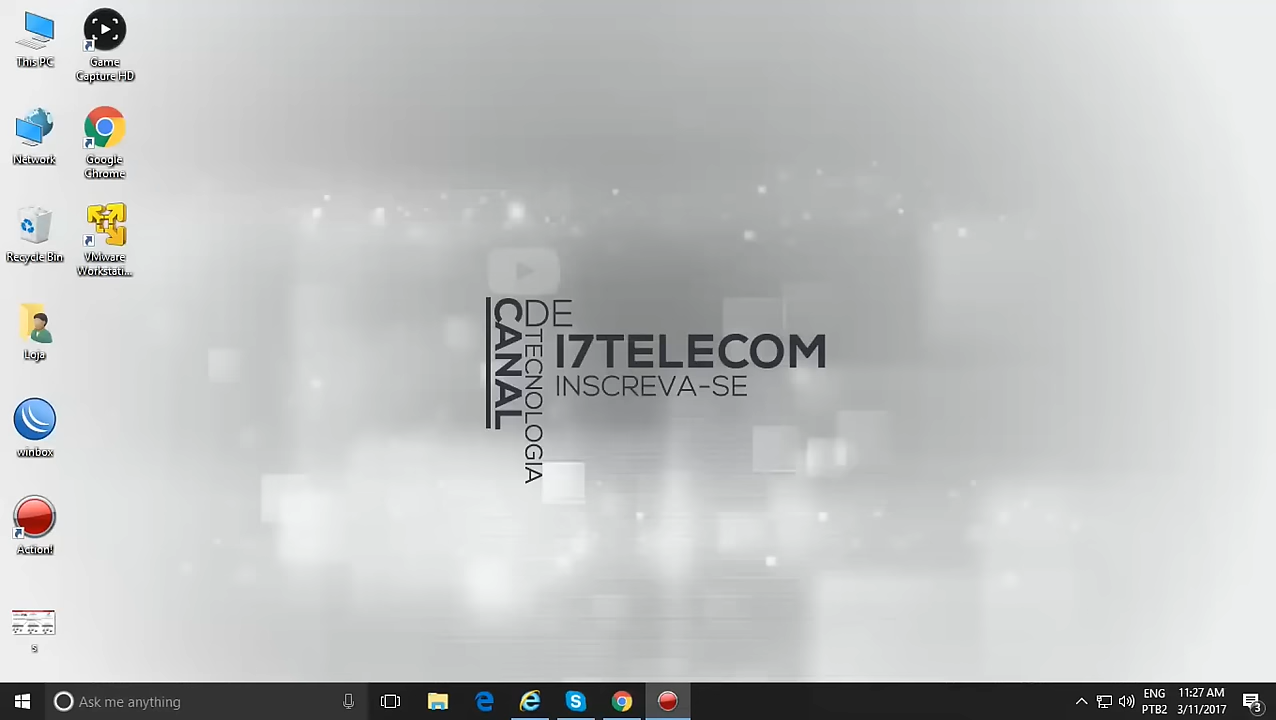 This PC
Game
Capture HD
Network
Google
Chrome
Recycle Bin
VMware
Workstati...
Loja
winbox
Action!
s
CANAL
DE
TECNOLOGIA
I7TELECOM
INSCREVA-SE
Ask me anything
ENG
PTB2
11:27 AM
3/11/2017
3